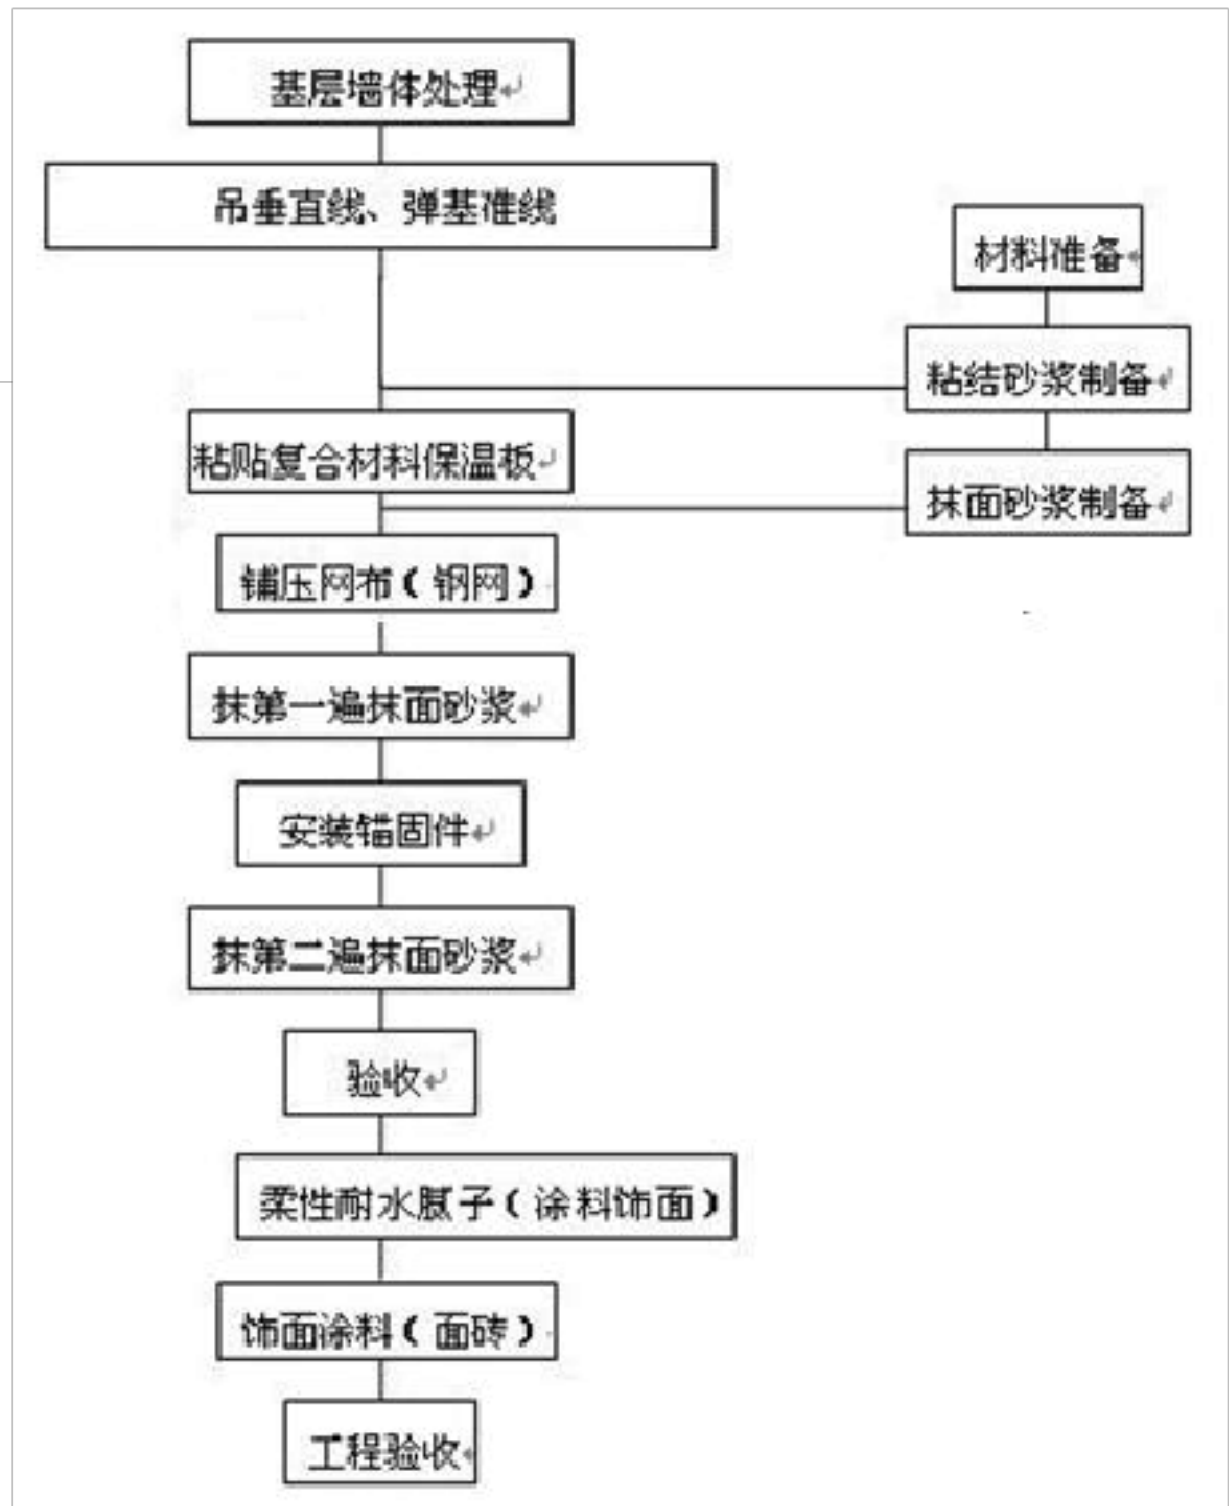 基层墙体处理
吊垂直线、弹基准线
材料准备
粘结砂浆制备
粘贴复合材料保温板
抹面砂浆制备
铺压网布(钢网)
抹第一遍抹面砂浆
安装锚固件
抹第二遍抹面砂浆
验收
柔性耐水腻子(涂料饰面)
饰面涂料(面砖)
工程验收